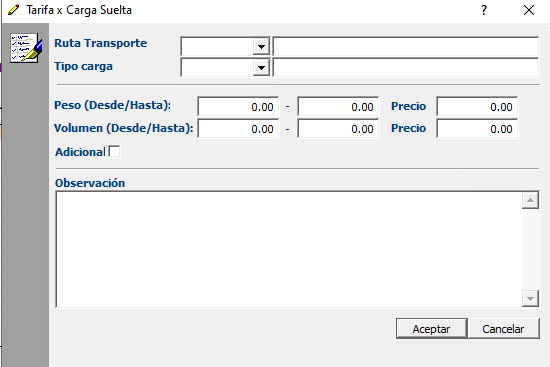 Tarifa x Carga Suelta ?
Ruta Transporte
Tipo carga
Peso (Desde/Hasta): 0.00 - 0.00 Precio 0.00
Volumen (Desde/Hasta): 0.00 - 0.00 Precio 0.00
Adicional
Observación
Aceptar Cancelar